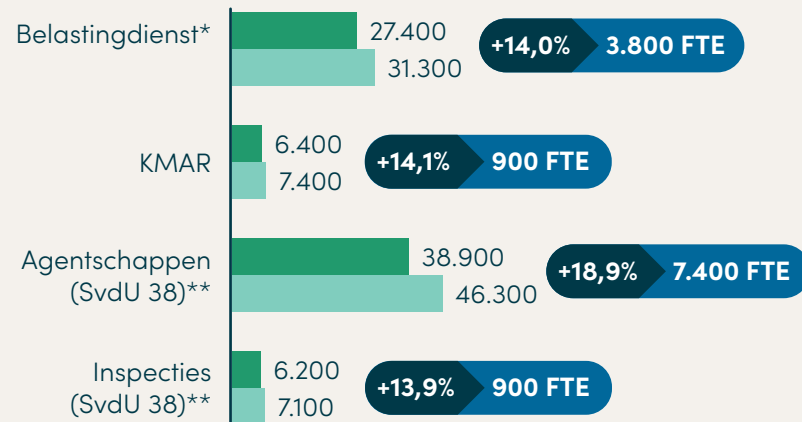 Belastingdienst*
27.400
31.300
+14,0% 3.800 FTE
KMAR
6.400
7.400
+14,1% 900 FTE
Agentschappen
(SvdU 38)**
38.900
46.300
+18,9% 7.400 FTE
Inspecties
(SvdU 38)**
6.200
7.100
+13,9% 900 FTE